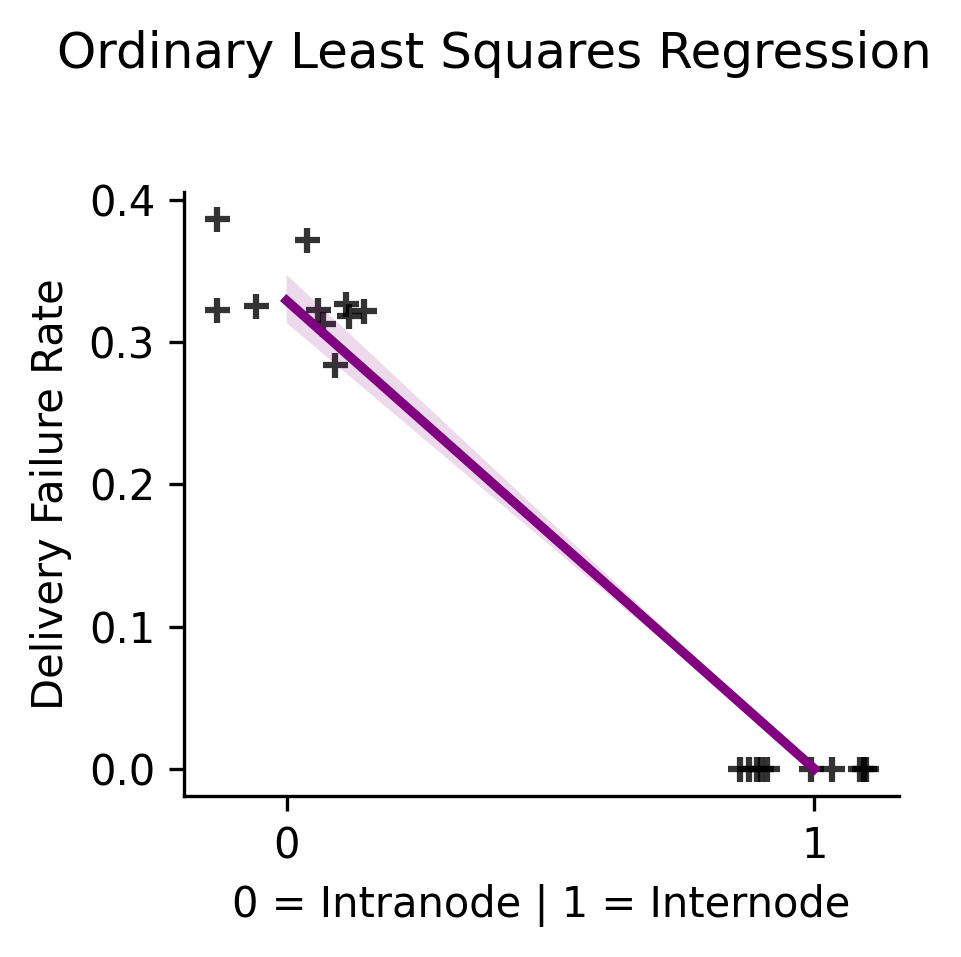 Ordinary Least Squares Regression
0.4
0.3
0.2
0.1
0.0
Delivery Failure Rate
0 1
0 = Intranode | 1 = Internode